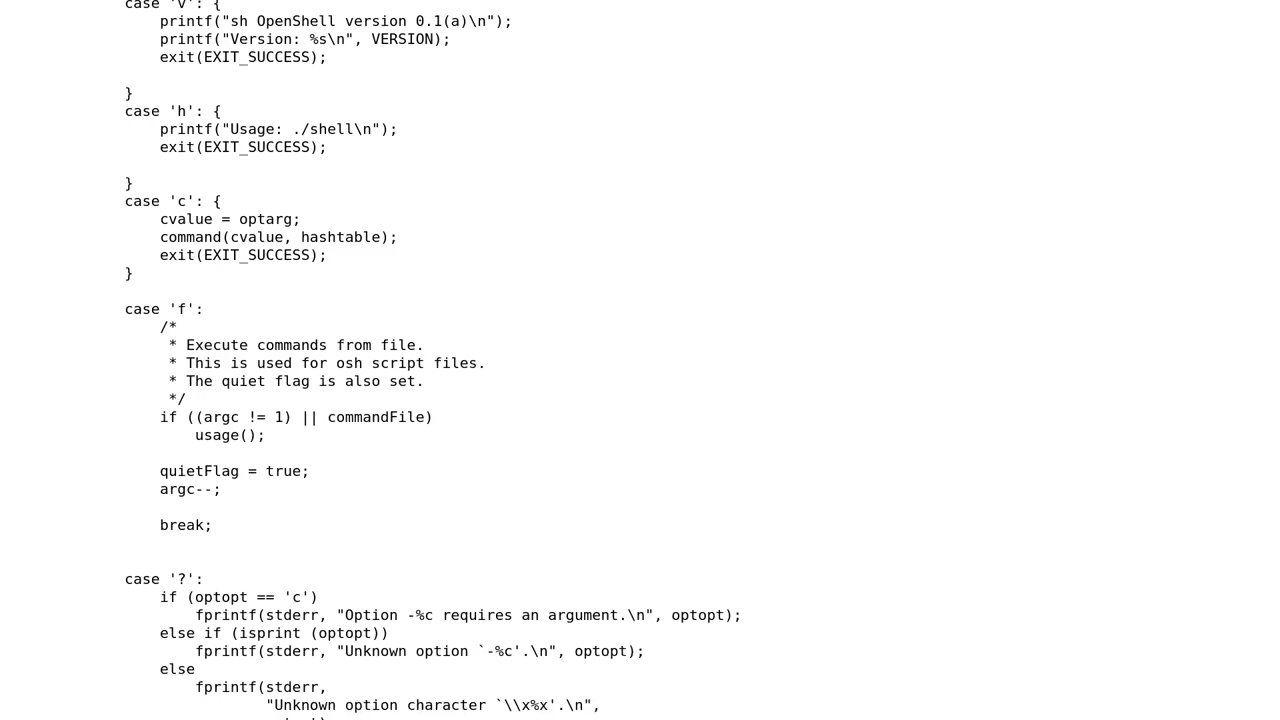 case 'v': {
printf("sh OpenShell version 0.1(a)\n");
printf("Version: %s\n", VERSION);
exit(EXIT_SUCCESS);
}
case 'h': {
printf("Usage: ./shell\n");
exit(EXIT_SUCCESS);
}
case 'c': {
cvalue = optarg;
command(cvalue, hashtable);
exit(EXIT_SUCCESS);
}
case 'f':
/*
* Execute commands from file.
* This is used for osh script files.
* The quiet flag is also set.
*/
if ((argc != 1) || commandFile)
usage();
quietFlag = true;
argc--;
break;
case '?':
if (optopt == 'c')
fprintf(stderr, "Option -%c requires an argument.\n", optopt);
else if (isprint (optopt))
fprintf(stderr, "Unknown option `-%c'.\n", optopt);
else
fprintf(stderr,
"Unknown option character `\\x%x'.\n",